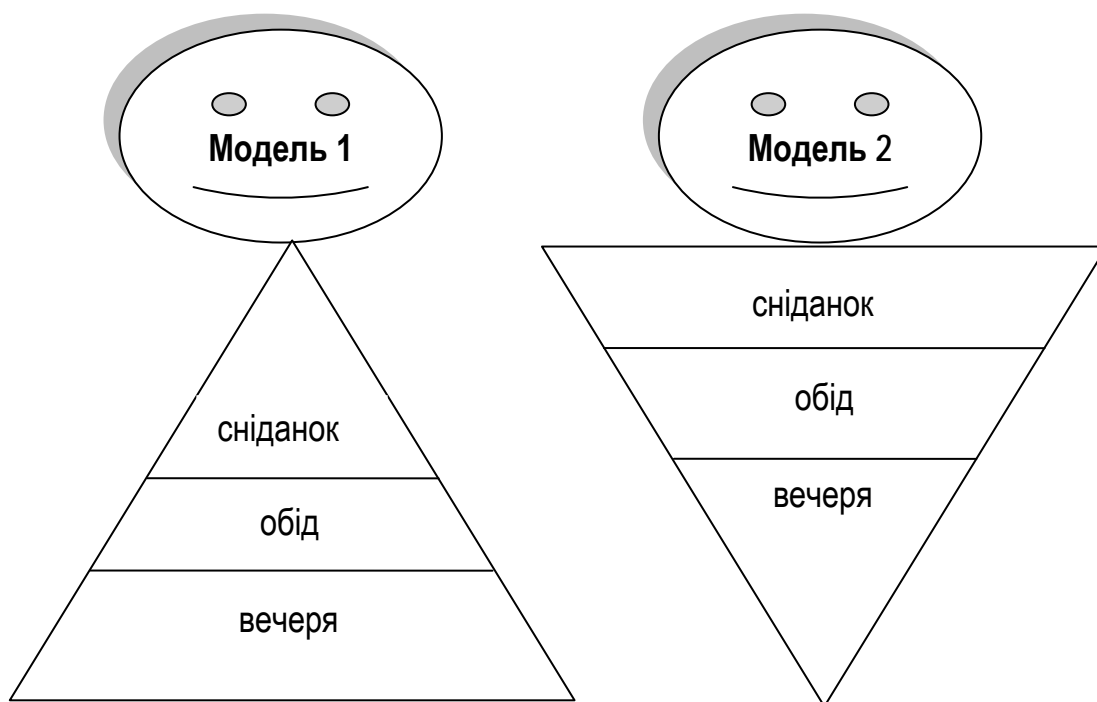 Модель 1
сніданок
обід
вечеря
Модель 2
сніданок
обід
вечеря